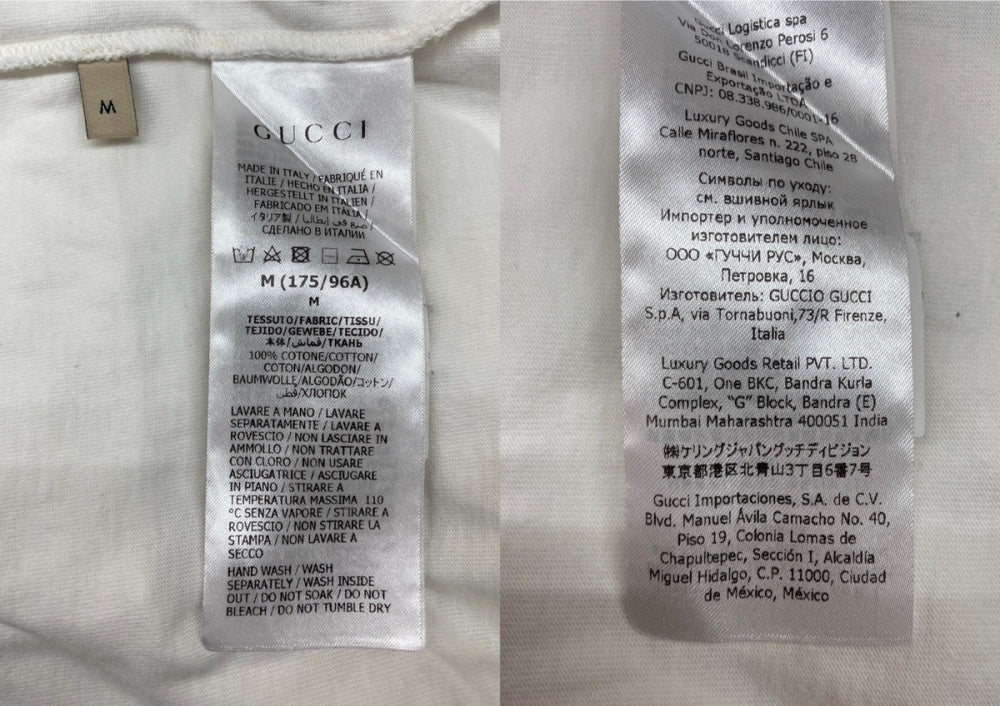 M
GUCCI
MADE IN ITALY / FABRIQUÉ EN
ITALIE / HECHO EN ITALIA /
HERGESTELLT IN ITALIEN /
FABRICADO EM ITÁLIA /
イタリア製 / صنع في إيطاليا /
СДЕЛАНО В ИТАЛИИ
M (175/96A)
M
TESSUTO/FABRIC/TISSU/
TEJIDO/GEWEBE/TECIDO/
本体/قماش/ТКАНЬ
100% COTONE/COTTON/
COTON/ALGODON/
BAUMWOLLE/ALGODÃO/コットン/
قطن/ХЛОПОК
LAVARE A MANO / LAVARE
SEPARATAMENTE / LAVARE A
ROVESCIO / NON LASCIARE IN
AMMOLLO / NON TRATTARE
CON CLORO / NON USARE
ASCIUGATRICE / ASCIUGARE
IN PIANO / STIRARE A
TEMPERATURA MASSIMA 110
°C SENZA VAPORE / STIRARE A
ROVESCIO / NON STIRARE LA
STAMPA / NON LAVARE A
SECCO
HAND WASH / WASH
SEPARATELY / WASH INSIDE
OUT / DO NOT SOAK / DO NOT
BLEACH / DO NOT TUMBLE DRY
Gucci Logistica spa
Via Don Lorenzo Perosi 6
50018 Scandicci (FI)
Gucci Brasil Importação e
Exportação LTDA
CNPJ: 08.338.986/0001-16
Luxury Goods Chile SPA
Calle Miraflores n. 222, piso 28
norte, Santiago Chile
Символы по уходу:
см. вшивной ярлык
Импортер и уполномоченное
изготовителем лицо:
ООО «ГУЧЧИ РУС», Москва,
Петровка, 16
Изготовитель: GUCCIO GUCCI
S.p.A, via Tornabuoni,73/R Firenze,
Italia
Luxury Goods Retail PVT. LTD.
C-601, One BKC, Bandra Kurla
Complex, “G” Block, Bandra (E)
Mumbai Maharashtra 400051 India
㈱ケリングジャパングッチディビジョン
東京都港区北青山3丁目6番7号
Gucci Importaciones, S.A. de C.V.
Blvd. Manuel Ávila Camacho No. 40,
Piso 19, Colonia Lomas de
Chapultepec, Sección I, Alcaldía
Miguel Hidalgo, C.P. 11000, Ciudad
de México, México